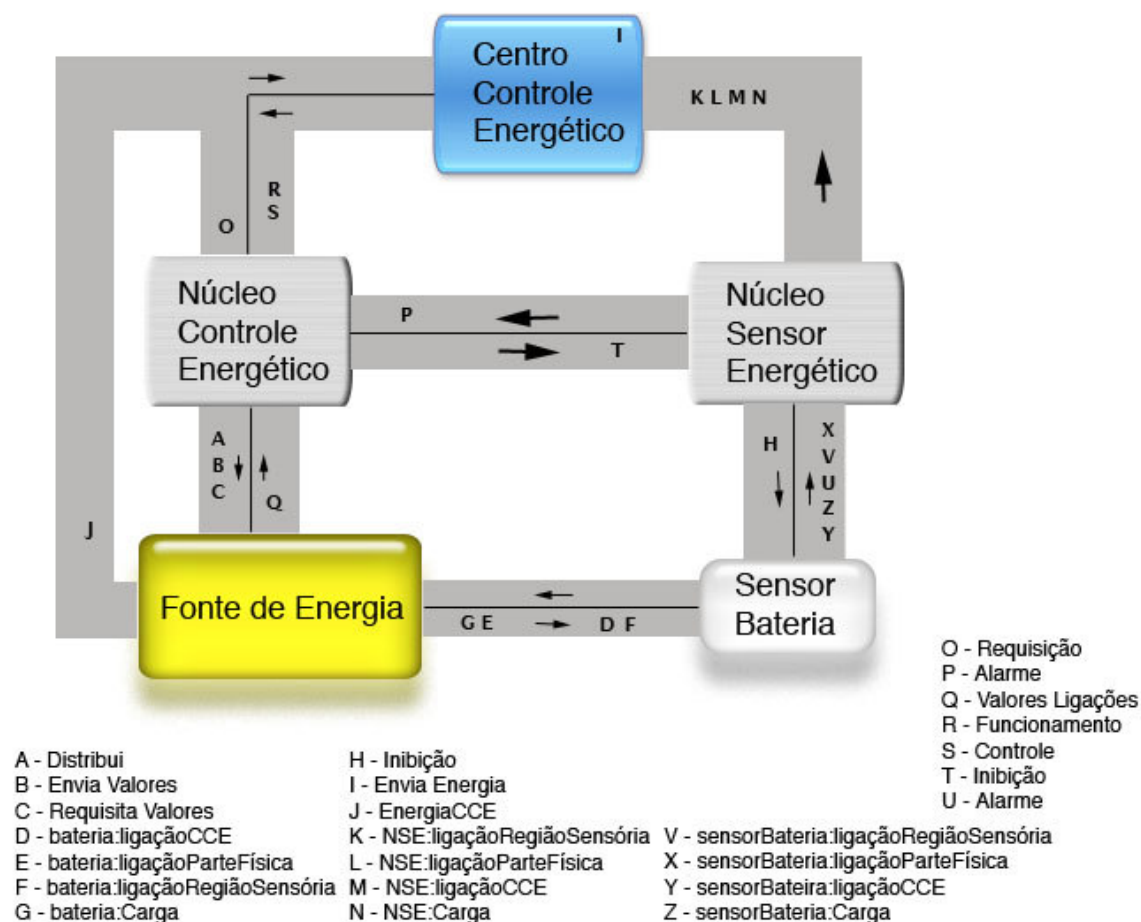 I
Centro
Controle
Energético
K L M N
R
S
O
Núcleo
Controle
Energético
P
T
Núcleo
Sensor
Energético
A
B
C
Q
H
X
V
U
Z
Y
J
Fonte de Energia
G E
D F
Sensor
Bateria
O - Requisição
P - Alarme
Q - Valores Ligações
R - Funcionamento
S - Controle
T - Inibição
U - Alarme
A - Distribui
B - Envia Valores
C - Requisita Valores
D - bateria:ligaçãoCCE
E - bateria:ligaçãoParteFísica
F - bateria:ligaçãoRegiãoSensória
G - bateria:Carga
H - Inibição
I - Envia Energia
J - EnergiaCCE
K - NSE:ligaçãoRegiãoSensória
L - NSE:ligaçãoParteFísica
M - NSE:ligaçãoCCE
N - NSE:Carga
V - sensorBateria:ligaçãoRegiãoSensória
X - sensorBateria:ligaçãoParteFísica
Y - sensorBateira:ligaçãoCCE
Z - sensorBateria:Carga